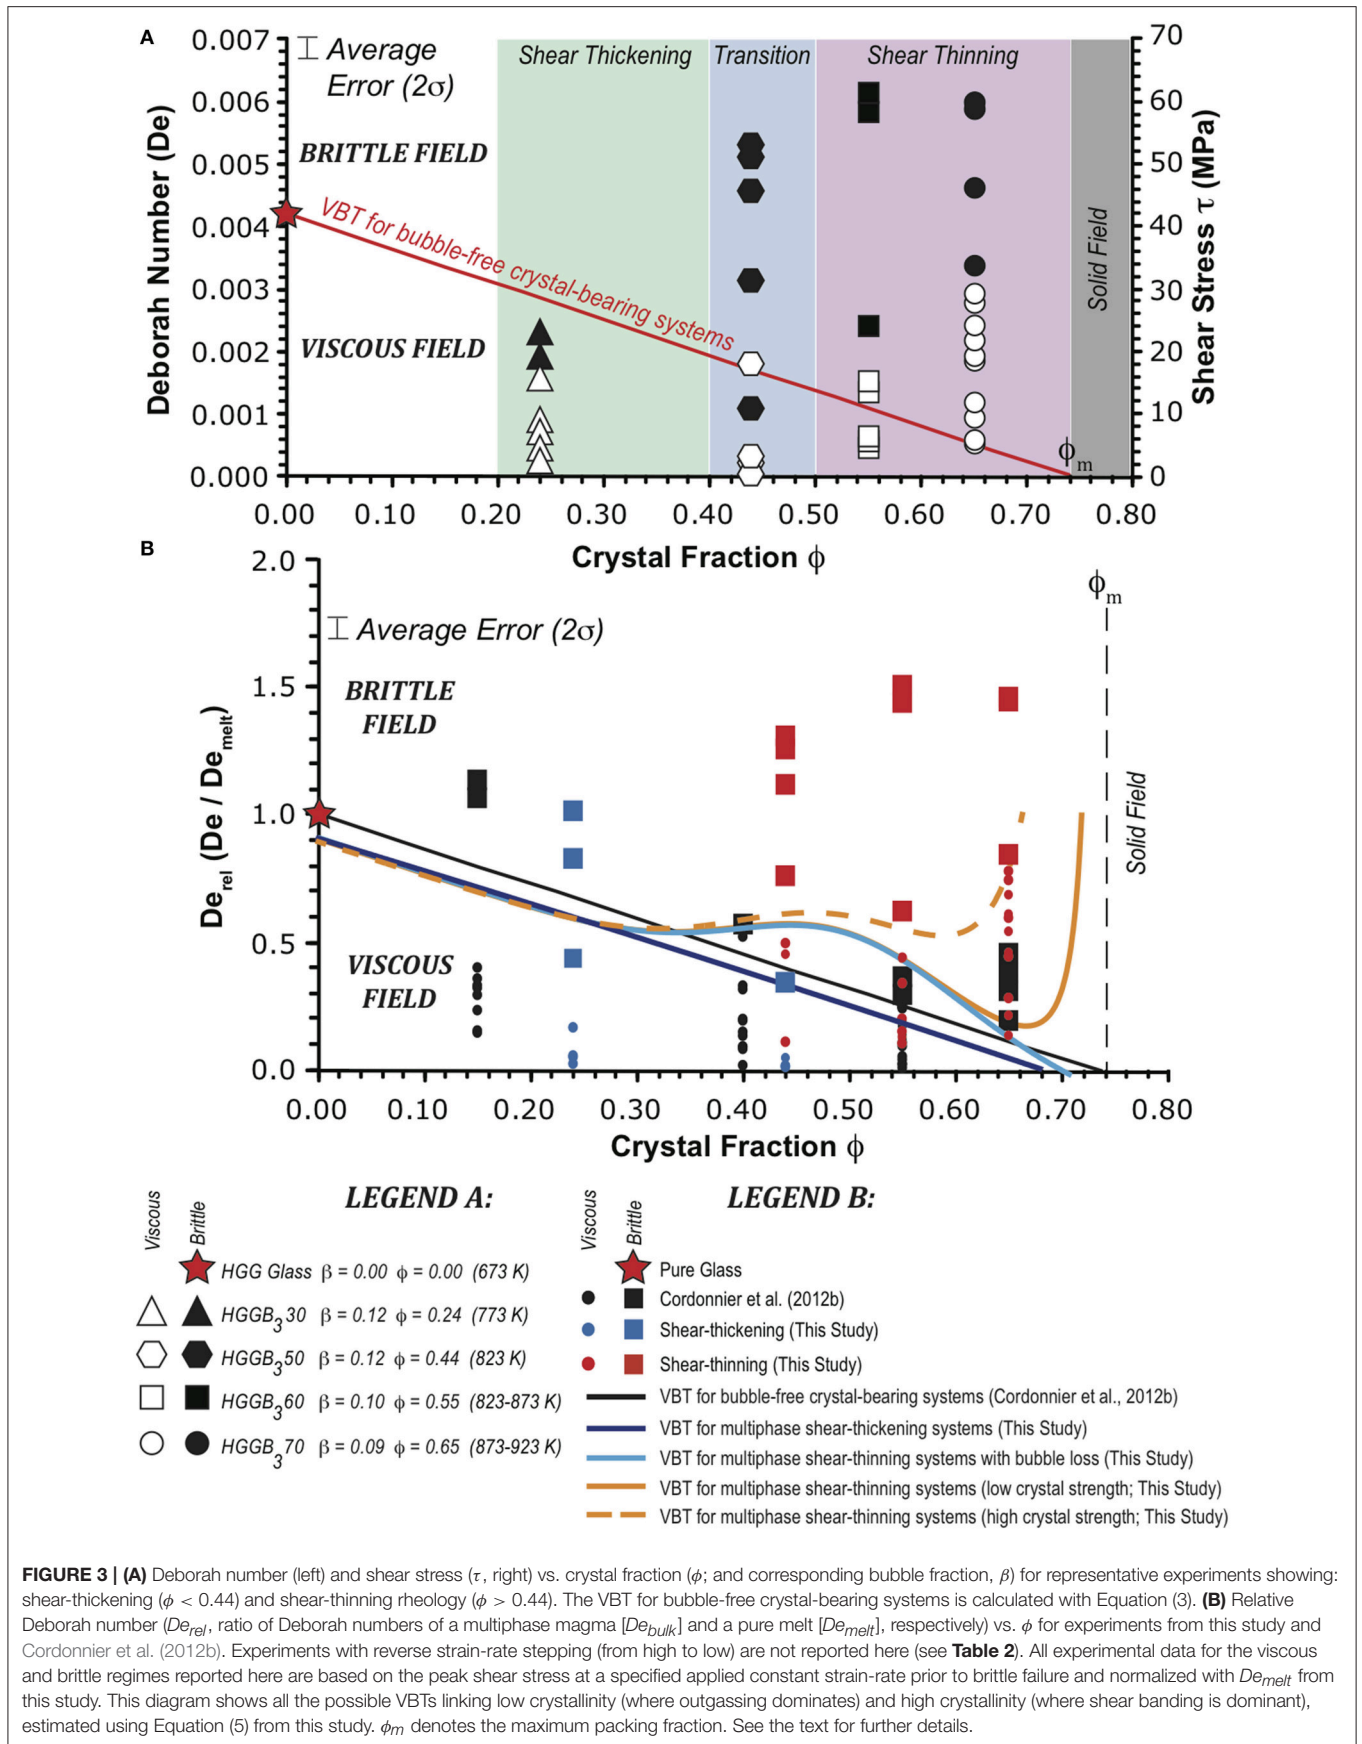 A
0.007
0.006
0.005
0.004
0.003
0.002
0.001
0.000
Deborah Number (De)
Average
Error (2σ)
BRITTLE FIELD
VISCOUS FIELD
VBT for bubble-free crystal-bearing systems
Shear Thickening
Transition
Shear Thinning
Solid Field
ϕm
70
60
50
40
30
20
10
0
Shear Stress τ (MPa)
0.00 0.10 0.20 0.30 0.40 0.50 0.60 0.70 0.80
Crystal Fraction ϕ
B
2.0
1.5
1.0
0.5
0.0
De_rel (De / De_melt)
Average Error (2σ)
BRITTLE
FIELD
VISCOUS
FIELD
ϕm
Solid Field
0.00 0.10 0.20 0.30 0.40 0.50 0.60 0.70 0.80
Crystal Fraction ϕ
LEGEND A:
Viscous
Brittle
HGG Glass β = 0.00 ϕ = 0.00 (673 K)
HGGB₃30 β = 0.12 ϕ = 0.24 (773 K)
HGGB₃50 β = 0.12 ϕ = 0.44 (823 K)
HGGB₃60 β = 0.10 ϕ = 0.55 (823-873 K)
HGGB₃70 β = 0.09 ϕ = 0.65 (873-923 K)
LEGEND B:
Viscous
Brittle
Pure Glass
Cordonnier et al. (2012b)
Shear-thickening (This Study)
Shear-thinning (This Study)
VBT for bubble-free crystal-bearing systems (Cordonnier et al., 2012b)
VBT for multiphase shear-thickening systems (This Study)
VBT for multiphase shear-thinning systems with bubble loss (This Study)
VBT for multiphase shear-thinning systems (low crystal strength; This Study)
VBT for multiphase shear-thinning systems (high crystal strength; This Study)
FIGURE 3 | (A) Deborah number (left) and shear stress (τ, right) vs. crystal fraction (ϕ; and corresponding bubble fraction, β) for representative experiments showing:
shear-thickening (ϕ < 0.44) and shear-thinning rheology (ϕ > 0.44). The VBT for bubble-free crystal-bearing systems is calculated with Equation (3). (B) Relative
Deborah number (De_rel, ratio of Deborah numbers of a multiphase magma [De_bulk] and a pure melt [De_melt], respectively) vs. ϕ for experiments from this study and
Cordonnier et al. (2012b). Experiments with reverse strain-rate stepping (from high to low) are not reported here (see Table 2). All experimental data for the viscous
and brittle regimes reported here are based on the peak shear stress at a specified applied constant strain-rate prior to brittle failure and normalized with De_melt from
this study. This diagram shows all the possible VBTs linking low crystallinity (where outgassing dominates) and high crystallinity (where shear banding is dominant),
estimated using Equation (5) from this study. ϕm denotes the maximum packing fraction. See the text for further details.